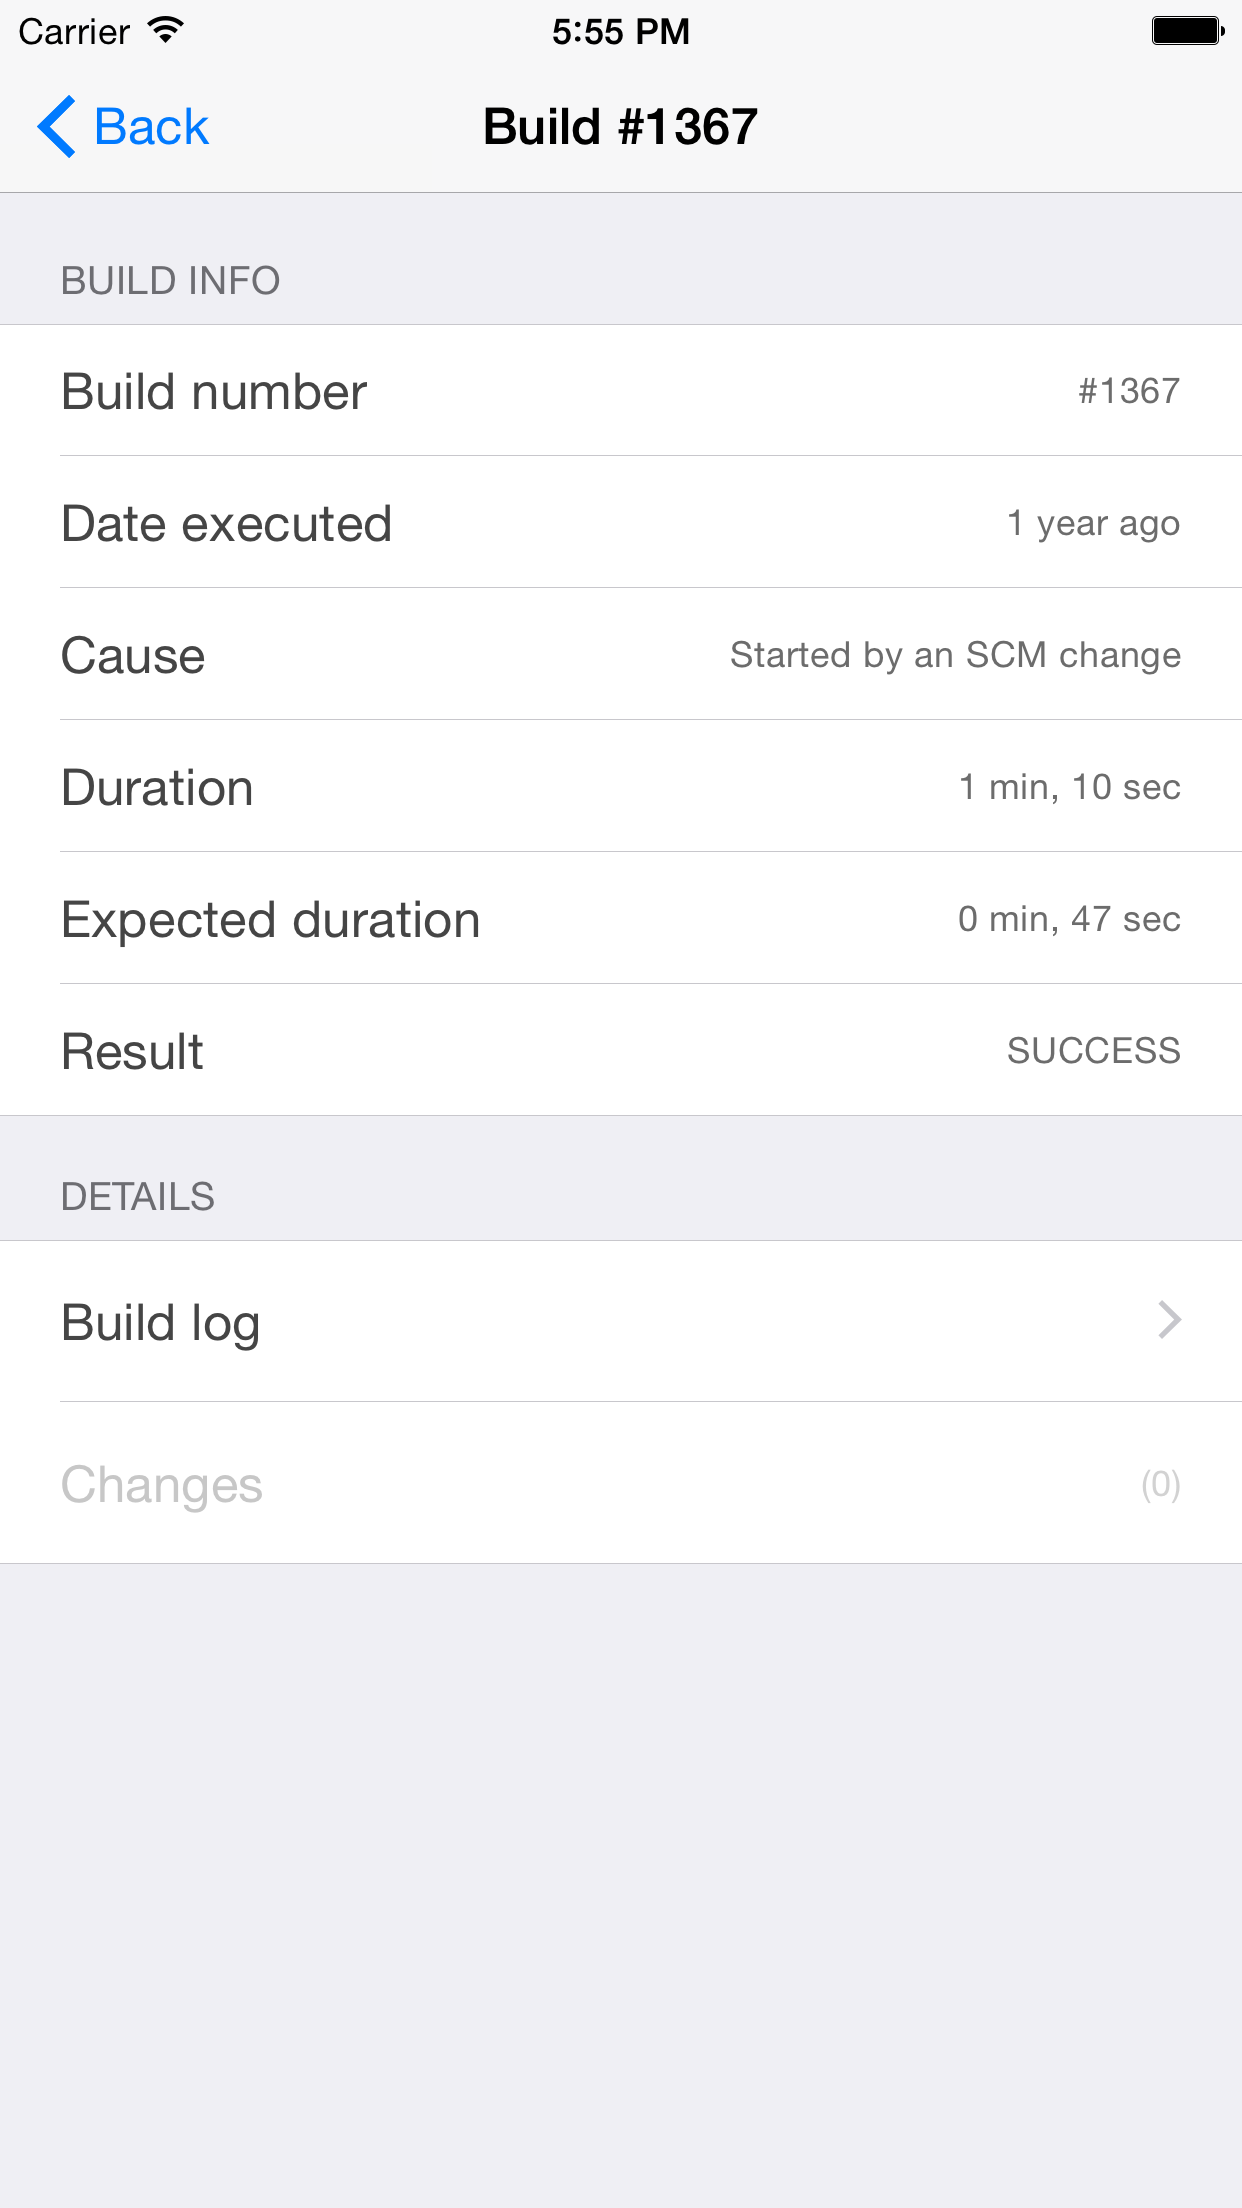 Carrier 5:55 PM
Back Build #1367
BUILD INFO
Build number #1367
Date executed 1 year ago
Cause Started by an SCM change
Duration 1 min, 10 sec
Expected duration 0 min, 47 sec
Result SUCCESS
DETAILS
Build log
Changes (0)